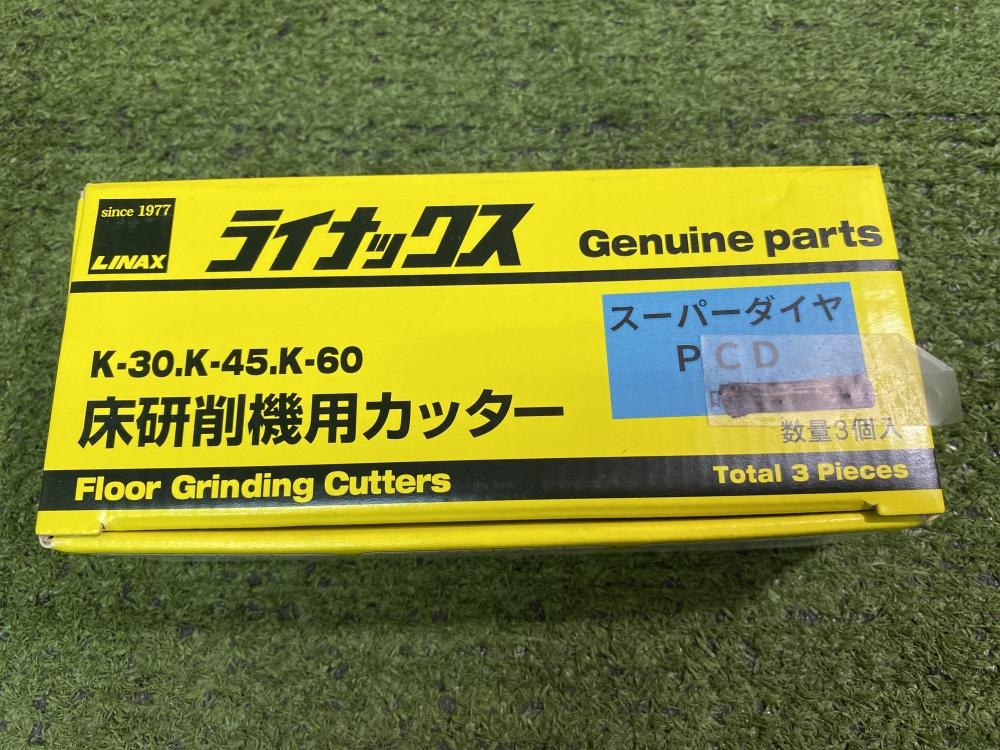 since 1977
LINAX
ライナックス
Genuine parts
スーパーダイヤ
PCD
K-30.K-45.K-60
床研削機用カッター
数量3個入
Floor Grinding Cutters
Total 3 Pieces